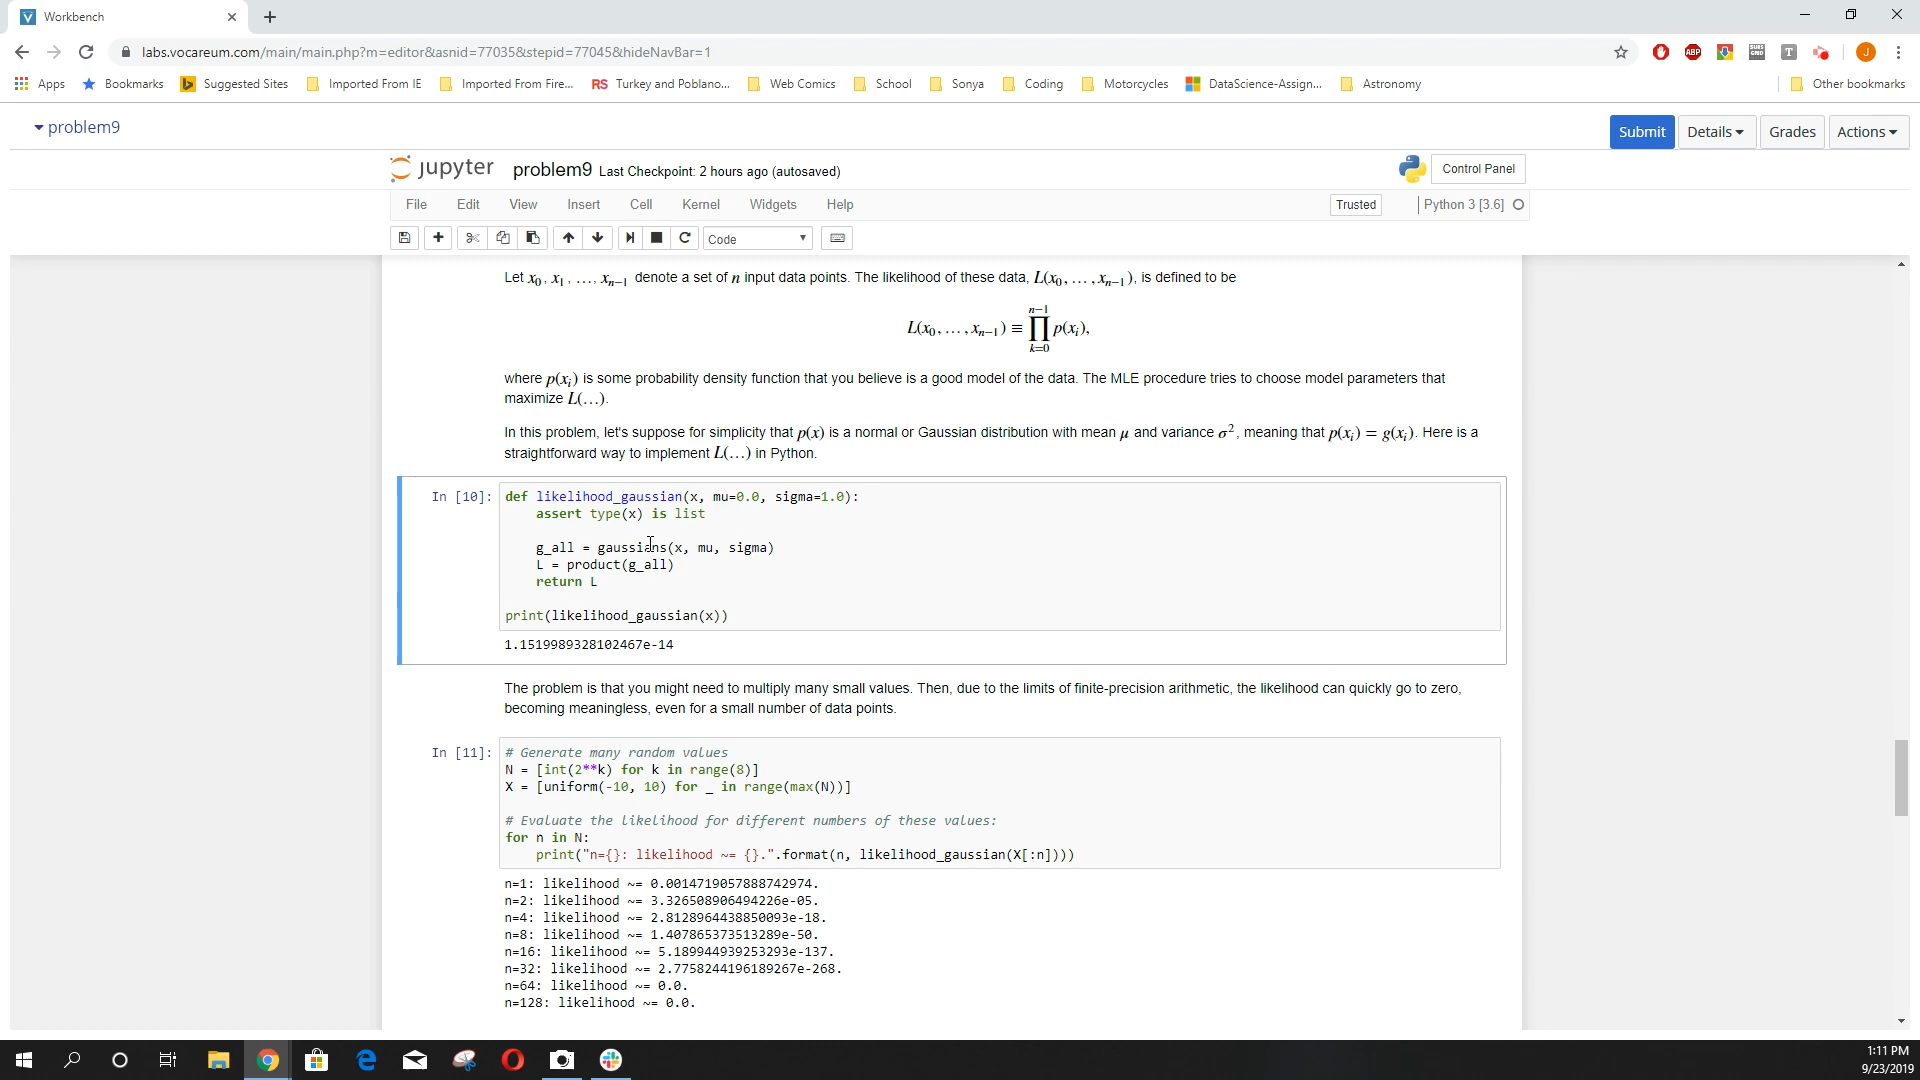 Workbench
labs.vocareum.com/main/main.php?m=editor&asnid=77035&stepid=77045&hideNavBar=1
ABP
T
J
Apps Bookmarks Suggested Sites Imported From IE Imported From Fire... RS Turkey and Poblano... Web Comics School Sonya Coding Motorcycles DataScience-Assign... Astronomy Other bookmarks
problem9
Submit Details Grades Actions
jupyter problem9 Last Checkpoint: 2 hours ago (autosaved)
Control Panel
File Edit View Insert Cell Kernel Widgets Help
Trusted Python 3 [3.6]
Code
Let x₀, x₁, …, xₙ₋₁ denote a set of n input data points. The likelihood of these data, L(x₀, … , xₙ₋₁), is defined to be
L(x₀, … , xₙ₋₁) ≡ ∏_{k=0}^{n−1} p(xᵢ),
where p(xᵢ) is some probability density function that you believe is a good model of the data. The MLE procedure tries to choose model parameters that
maximize L(…).
In this problem, let's suppose for simplicity that p(x) is a normal or Gaussian distribution with mean μ and variance σ², meaning that p(xᵢ) = g(xᵢ). Here is a
straightforward way to implement L(…) in Python.
In [10]: def likelihood_gaussian(x, mu=0.0, sigma=1.0):
assert type(x) is list
g_all = gaussians(x, mu, sigma)
L = product(g_all)
return L
print(likelihood_gaussian(x))
1.1519989328102467e-14
The problem is that you might need to multiply many small values. Then, due to the limits of finite-precision arithmetic, the likelihood can quickly go to zero,
becoming meaningless, even for a small number of data points.
In [11]: # Generate many random values
N = [int(2**k) for k in range(8)]
X = [uniform(-10, 10) for _ in range(max(N))]
# Evaluate the likelihood for different numbers of these values:
for n in N:
print("n={}: likelihood ~= {}.".format(n, likelihood_gaussian(X[:n])))
n=1: likelihood ~= 0.0014719057888742974.
n=2: likelihood ~= 3.326508906494226e-05.
n=4: likelihood ~= 2.8128964438850093e-18.
n=8: likelihood ~= 1.407865373513289e-50.
n=16: likelihood ~= 5.189944939253293e-137.
n=32: likelihood ~= 2.7758244196189267e-268.
n=64: likelihood ~= 0.0.
n=128: likelihood ~= 0.0.
1:11 PM
9/23/2019